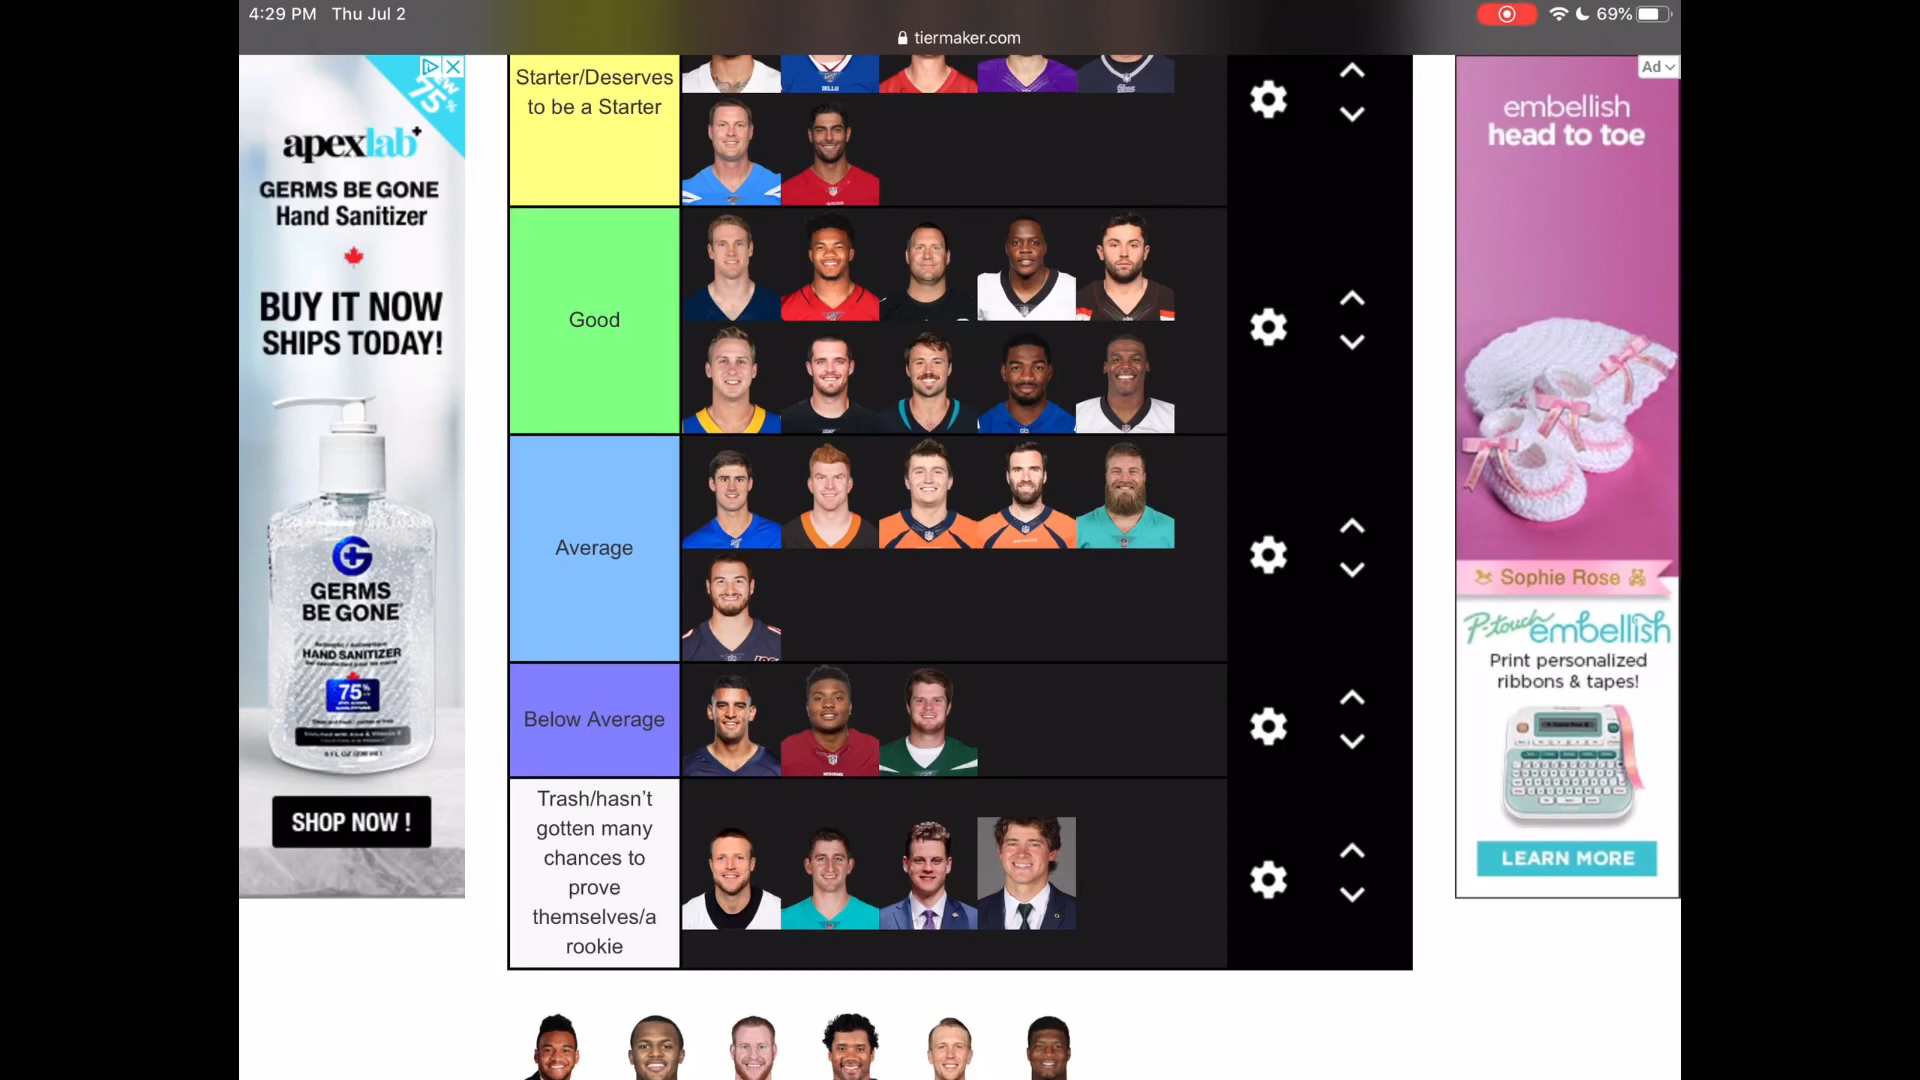 4:29 PM Thu Jul 2
69%
tiermaker.com
75%
apexlab+
GERMS BE GONE
Hand Sanitizer
BUY IT NOW
SHIPS TODAY!
GERMS
BE GONE
HAND SANITIZER
75%
SHOP NOW !
Starter/Deserves
to be a Starter
Good
Average
Below Average
Trash/hasn't
gotten many
chances to
prove
themselves/a
rookie
Ad
embellish
head to toe
Sophie Rose
P-touch embellish
Print personalized
ribbons & tapes!
LEARN MORE